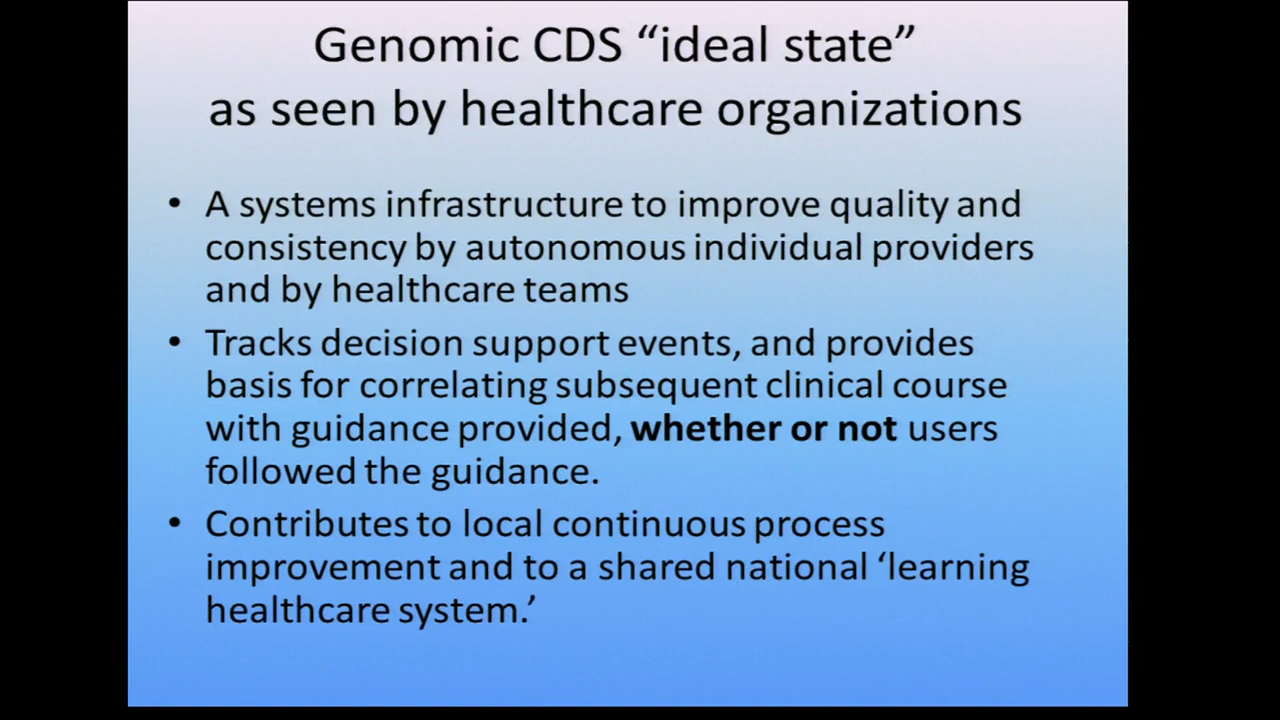 Genomic CDS “ideal state”
as seen by healthcare organizations
• A systems infrastructure to improve quality and
consistency by autonomous individual providers
and by healthcare teams
• Tracks decision support events, and provides
basis for correlating subsequent clinical course
with guidance provided, whether or not users
followed the guidance.
• Contributes to local continuous process
improvement and to a shared national ‘learning
healthcare system.’